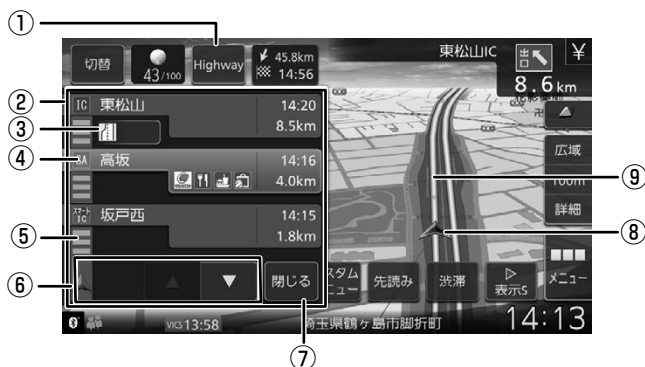 ①
切替
43/100
Highway
45.8km
14:56
東松山IC
出口
¥
8.6km
②
IC 東松山 14:20
8.5km
③
④
SA 高坂 14:16
4.0km
スマートIC 坂戸西 14:15
1.8km
⑤
⑥
閉じる
⑦
広域
100m
詳細
⑨
⑧
スタム
ニュー
先読み
渋滞
表示S
メニュー
VICS13:58
埼玉県鶴ヶ島市脚折町
14:13